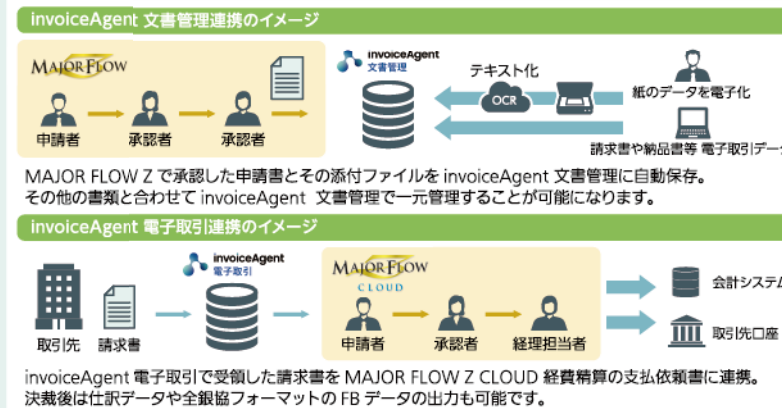 invoiceAgent 文書管理連携のイメージ
MAJOR FLOW
申請者
承認者
承認者
invoiceAgent
文書管理
テキスト化
OCR
紙のデータを電子化
請求書や納品書等 電子取引データ
MAJOR FLOW Z で承認した申請書とその添付ファイルを invoiceAgent 文書管理に自動保存。
その他の書類と合わせて invoiceAgent 文書管理で一元管理することが可能になります。
invoiceAgent 電子取引連携のイメージ
取引先
請求書
invoiceAgent
電子取引
MAJOR FLOW
CLOUD
申請者
承認者
経理担当者
会計システム
取引先口座
invoiceAgent 電子取引で受領した請求書を MAJOR FLOW Z CLOUD 経費精算の支払依頼書に連携。
決裁後は仕訳データや全銀協フォーマットの FB データの出力も可能です。